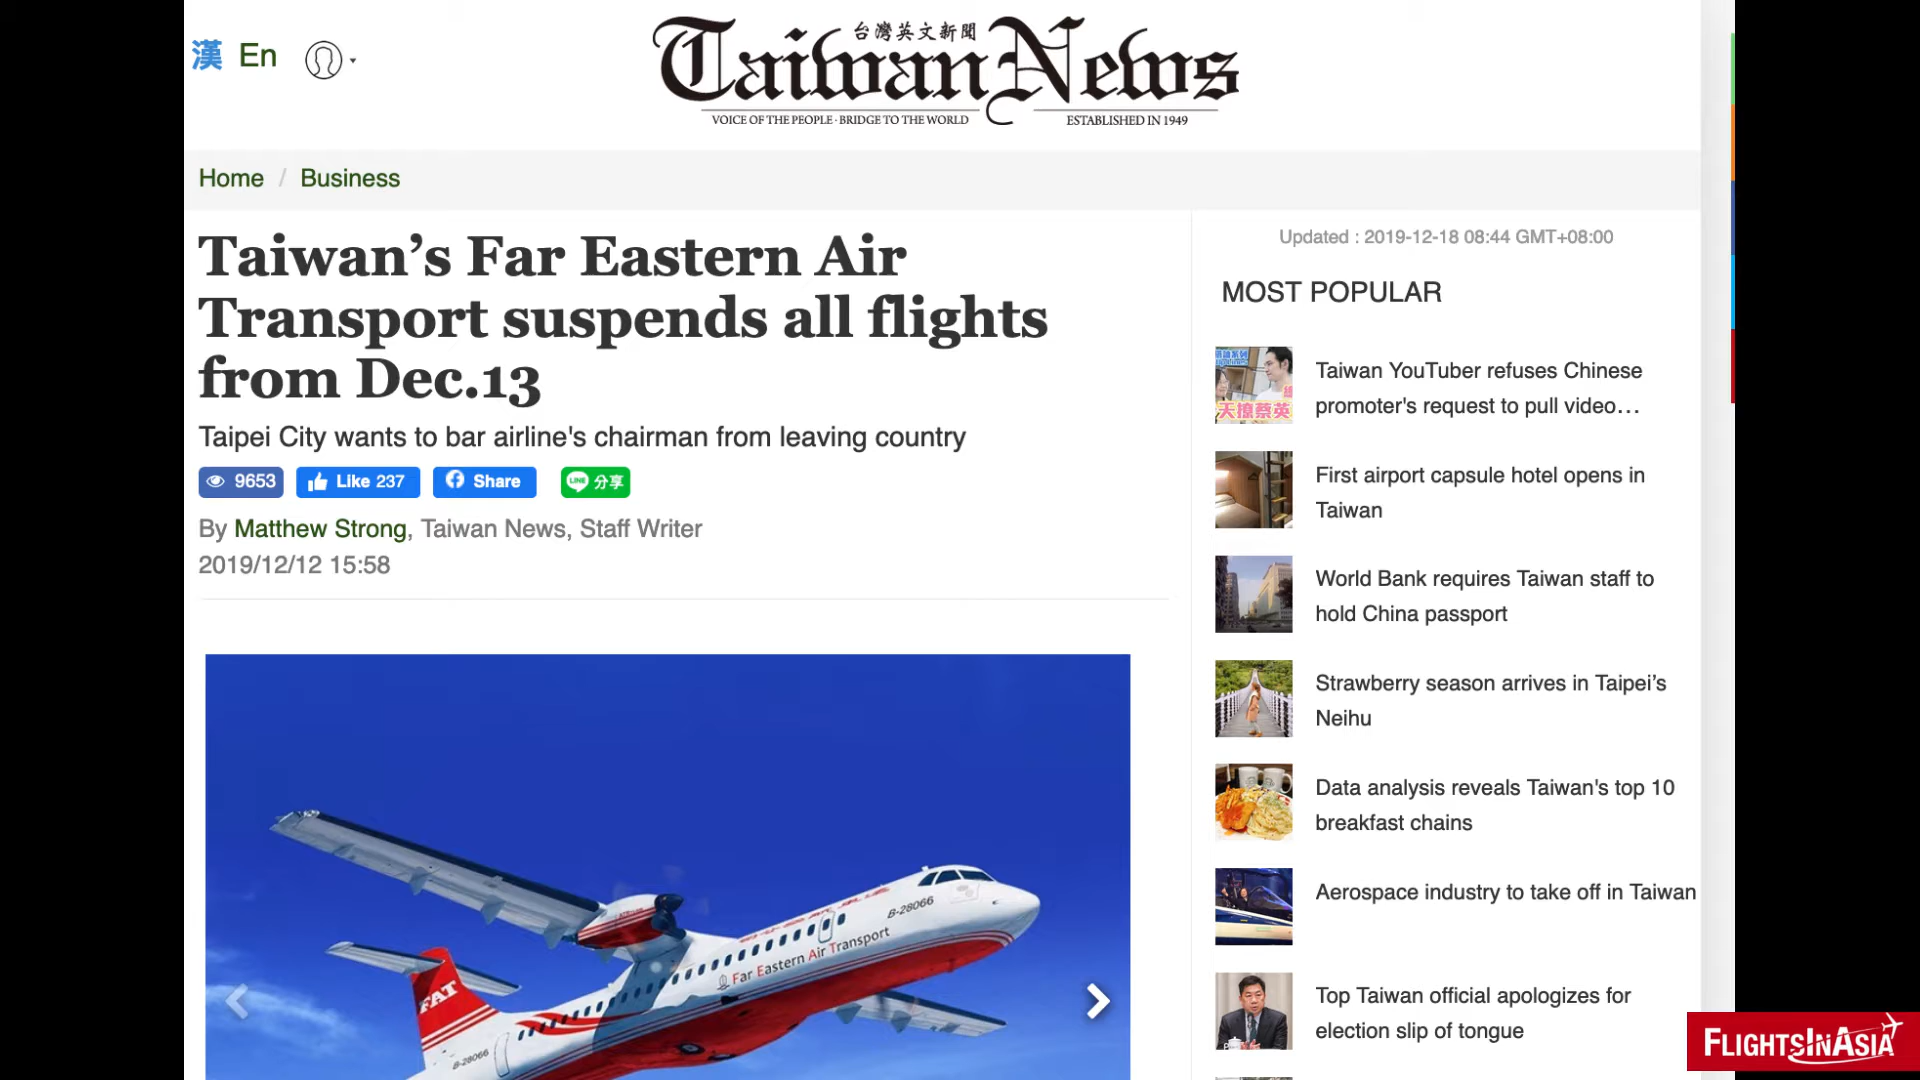 漢 En
台灣英文新聞
Taiwan News
VOICE OF THE PEOPLE · BRIDGE TO THE WORLD
ESTABLISHED IN 1949
Home / Business
Taiwan’s Far Eastern Air
Transport suspends all flights
from Dec.13
Taipei City wants to bar airline's chairman from leaving country
9653
Like 237
Share
LINE 分享
By Matthew Strong, Taiwan News, Staff Writer
2019/12/12 15:58
B-28066
Far Eastern Air Transport
FAT
B-28066
Updated : 2019-12-18 08:44 GMT+08:00
MOST POPULAR
天撩蔡英
Taiwan YouTuber refuses Chinese
promoter's request to pull video…
First airport capsule hotel opens in
Taiwan
World Bank requires Taiwan staff to
hold China passport
Strawberry season arrives in Taipei’s
Neihu
Data analysis reveals Taiwan's top 10
breakfast chains
Aerospace industry to take off in Taiwan
Top Taiwan official apologizes for
election slip of tongue
FLIGHTSINASIA